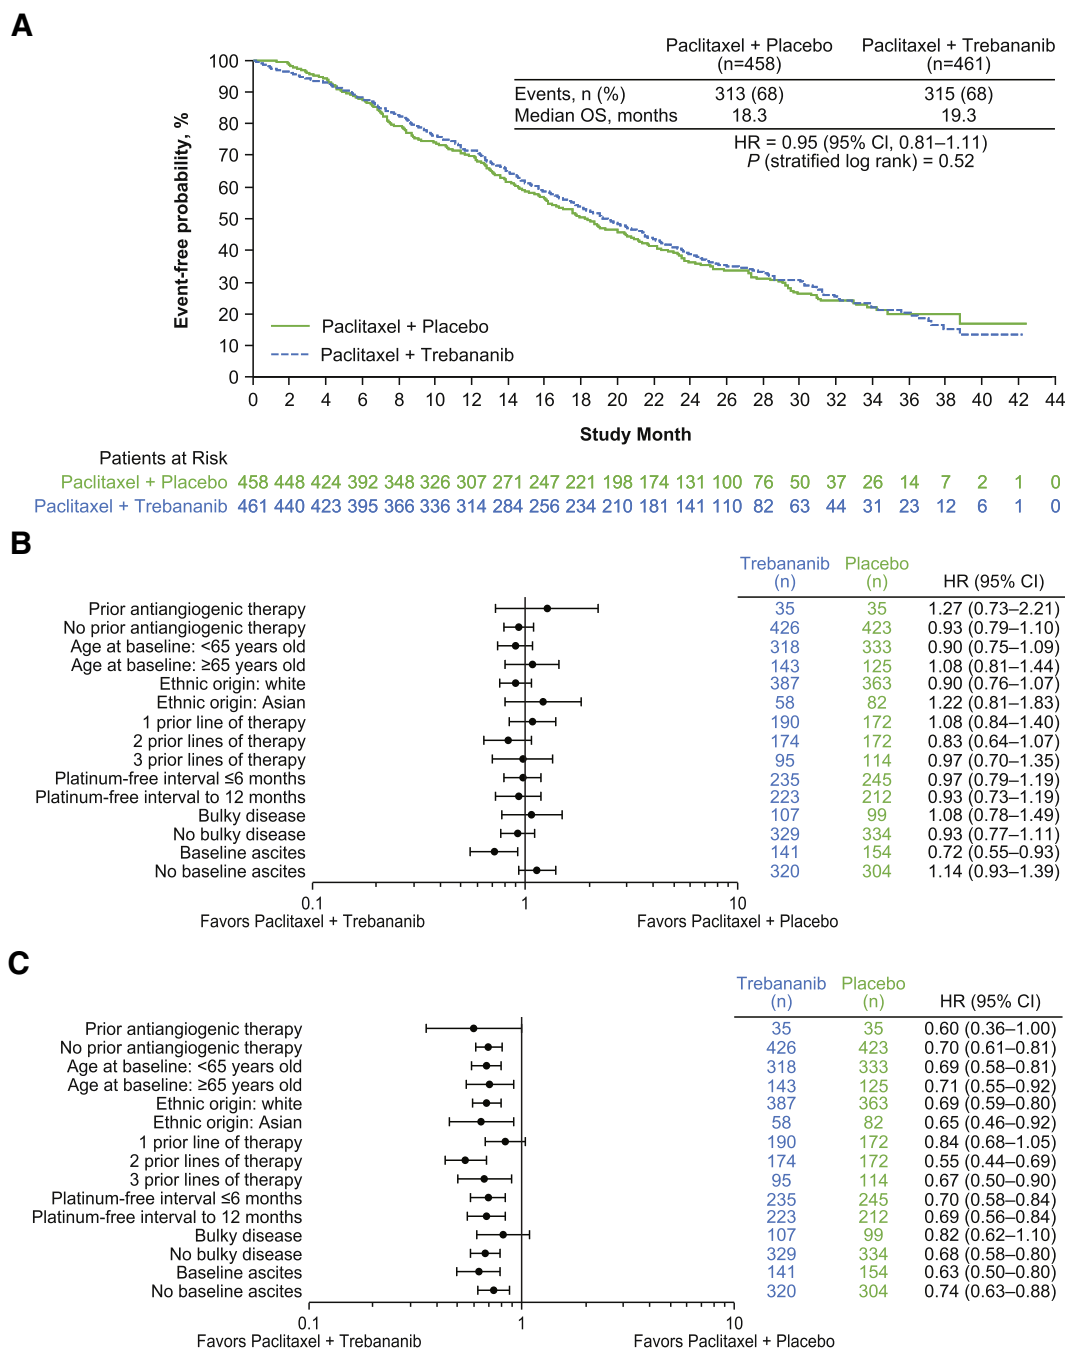 A
Paclitaxel + Placebo Paclitaxel + Trebananib
(n=458) (n=461)
Events, n (%) 313 (68) 315 (68)
Median OS, months 18.3 19.3
HR = 0.95 (95% CI, 0.81–1.11)
P (stratified log rank) = 0.52
Event-free probability, %
100
90
80
70
60
50
40
30
20
10
0
Paclitaxel + Placebo
Paclitaxel + Trebananib
0 2 4 6 8 10 12 14 16 18 20 22 24 26 28 30 32 34 36 38 40 42 44
Study Month
Patients at Risk
Paclitaxel + Placebo 458 448 424 392 348 326 307 271 247 221 198 174 131 100 76 50 37 26 14 7 2 1 0
Paclitaxel + Trebananib 461 440 423 395 366 336 314 284 256 234 210 181 141 110 82 63 44 31 23 12 6 1 0
B
Trebananib Placebo
(n) (n) HR (95% CI)
Prior antiangiogenic therapy 35 35 1.27 (0.73–2.21)
No prior antiangiogenic therapy 426 423 0.93 (0.79–1.10)
Age at baseline: <65 years old 318 333 0.90 (0.75–1.09)
Age at baseline: ≥65 years old 143 125 1.08 (0.81–1.44)
Ethnic origin: white 387 363 0.90 (0.76–1.07)
Ethnic origin: Asian 58 82 1.22 (0.81–1.83)
1 prior line of therapy 190 172 1.08 (0.84–1.40)
2 prior lines of therapy 174 172 0.83 (0.64–1.07)
3 prior lines of therapy 95 114 0.97 (0.70–1.35)
Platinum-free interval ≤6 months 235 245 0.97 (0.79–1.19)
Platinum-free interval to 12 months 223 212 0.93 (0.73–1.19)
Bulky disease 107 99 1.08 (0.78–1.49)
No bulky disease 329 334 0.93 (0.77–1.11)
Baseline ascites 141 154 0.72 (0.55–0.93)
No baseline ascites 320 304 1.14 (0.93–1.39)
0.1 1 10
Favors Paclitaxel + Trebananib Favors Paclitaxel + Placebo
C
Trebananib Placebo
(n) (n) HR (95% CI)
Prior antiangiogenic therapy 35 35 0.60 (0.36–1.00)
No prior antiangiogenic therapy 426 423 0.70 (0.61–0.81)
Age at baseline: <65 years old 318 333 0.69 (0.58–0.81)
Age at baseline: ≥65 years old 143 125 0.71 (0.55–0.92)
Ethnic origin: white 387 363 0.69 (0.59–0.80)
Ethnic origin: Asian 58 82 0.65 (0.46–0.92)
1 prior line of therapy 190 172 0.84 (0.68–1.05)
2 prior lines of therapy 174 172 0.55 (0.44–0.69)
3 prior lines of therapy 95 114 0.67 (0.50–0.90)
Platinum-free interval ≤6 months 235 245 0.70 (0.58–0.84)
Platinum-free interval to 12 months 223 212 0.69 (0.56–0.84)
Bulky disease 107 99 0.82 (0.62–1.10)
No bulky disease 329 334 0.68 (0.58–0.80)
Baseline ascites 141 154 0.63 (0.50–0.80)
No baseline ascites 320 304 0.74 (0.63–0.88)
0.1 1 10
Favors Paclitaxel + Trebananib Favors Paclitaxel + Placebo